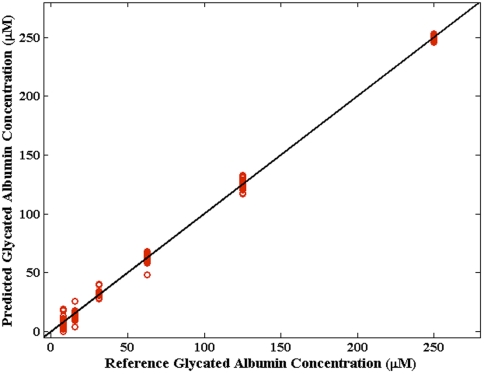 Predicted Glycated Albumin Concentration (μM)
250
200
150
100
50
0
0 50 100 150 200 250
Reference Glycated Albumin Concentration (μM)